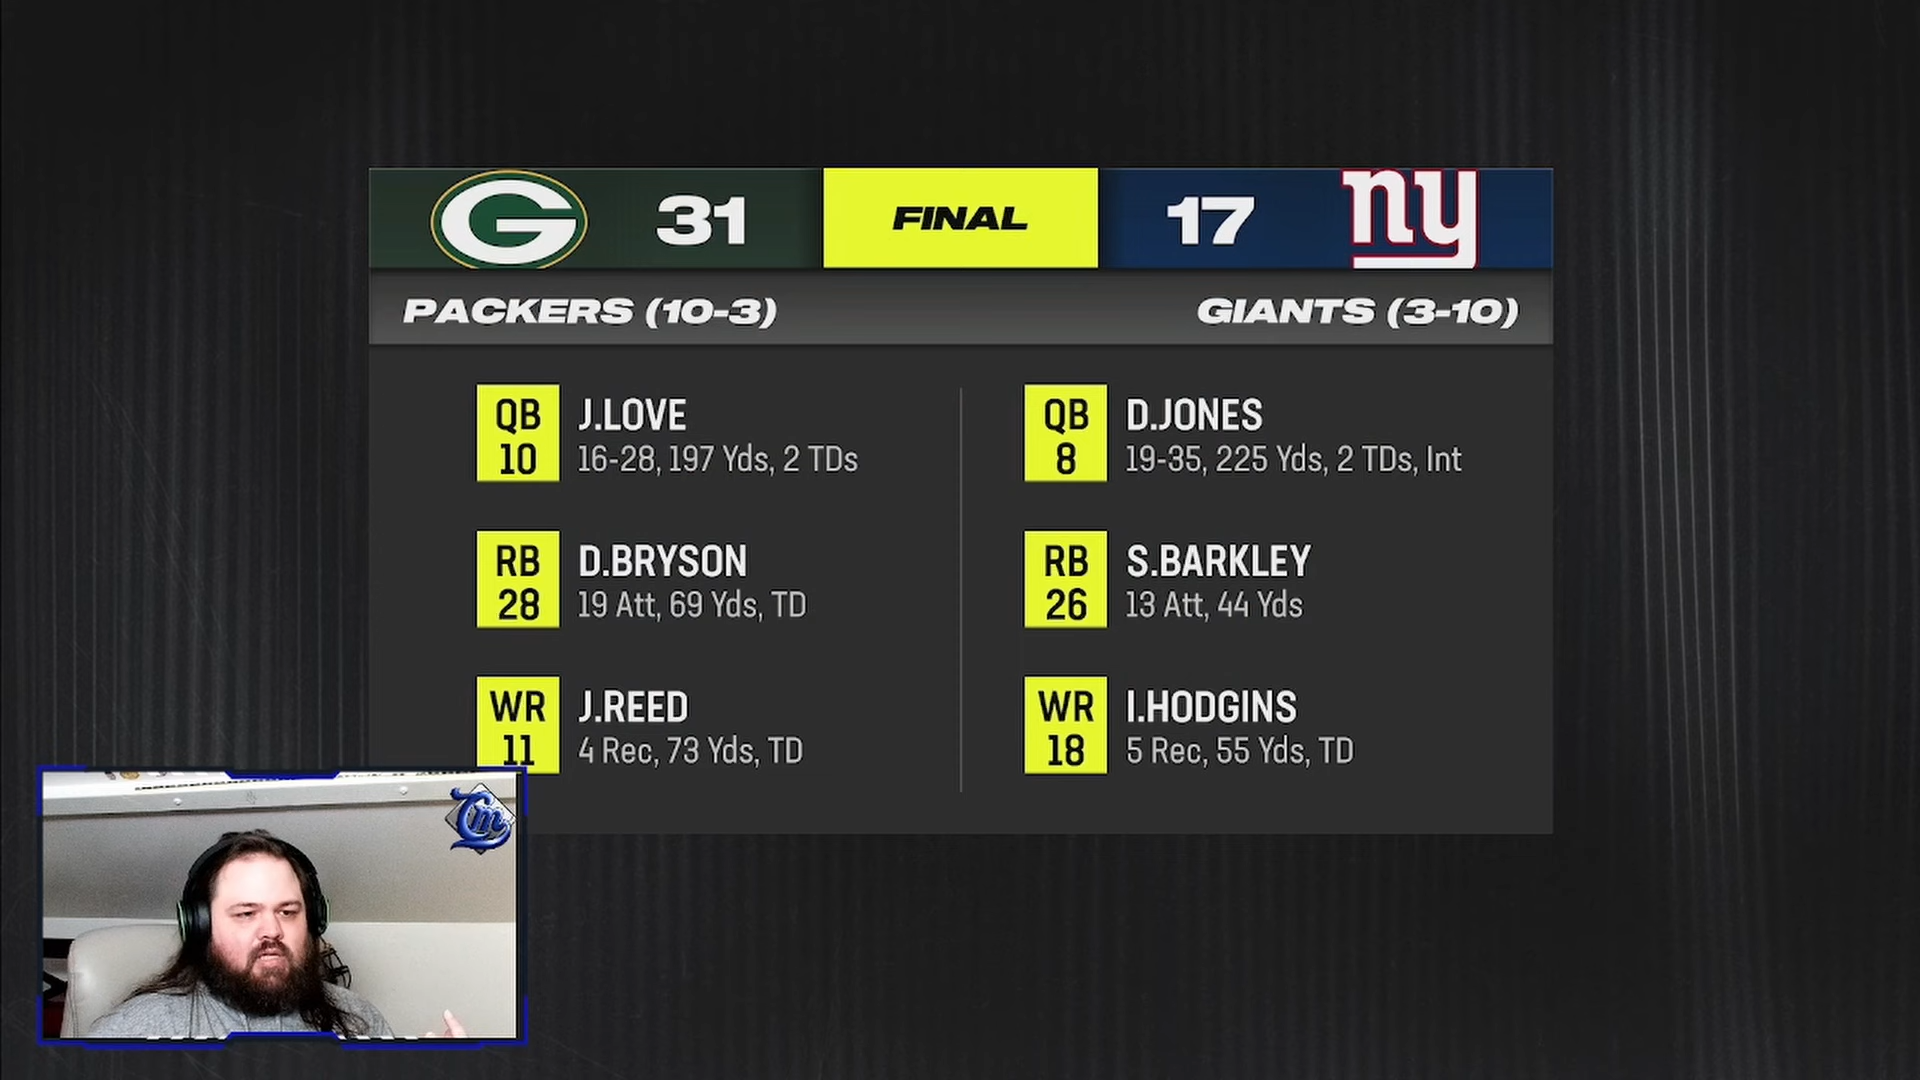 G 31 FINAL 17 ny
PACKERS (10-3)
GIANTS (3-10)
QB 10
J.LOVE
16-28, 197 Yds, 2 TDs
RB 28
D.BRYSON
19 Att, 69 Yds, TD
WR 11
J.REED
4 Rec, 73 Yds, TD
QB 8
D.JONES
19-35, 225 Yds, 2 TDs, Int
RB 26
S.BARKLEY
13 Att, 44 Yds
WR 18
I.HODGINS
5 Rec, 55 Yds, TD